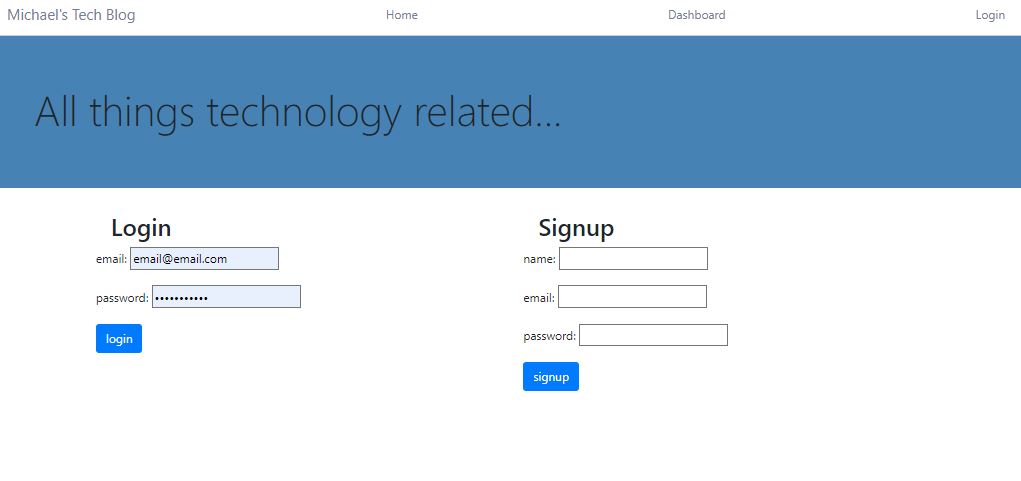 Michael's Tech Blog Home Dashboard Login
All things technology related...
Login
email: email@email.com
password: •••••••••••
login
Signup
name:
email:
password:
signup